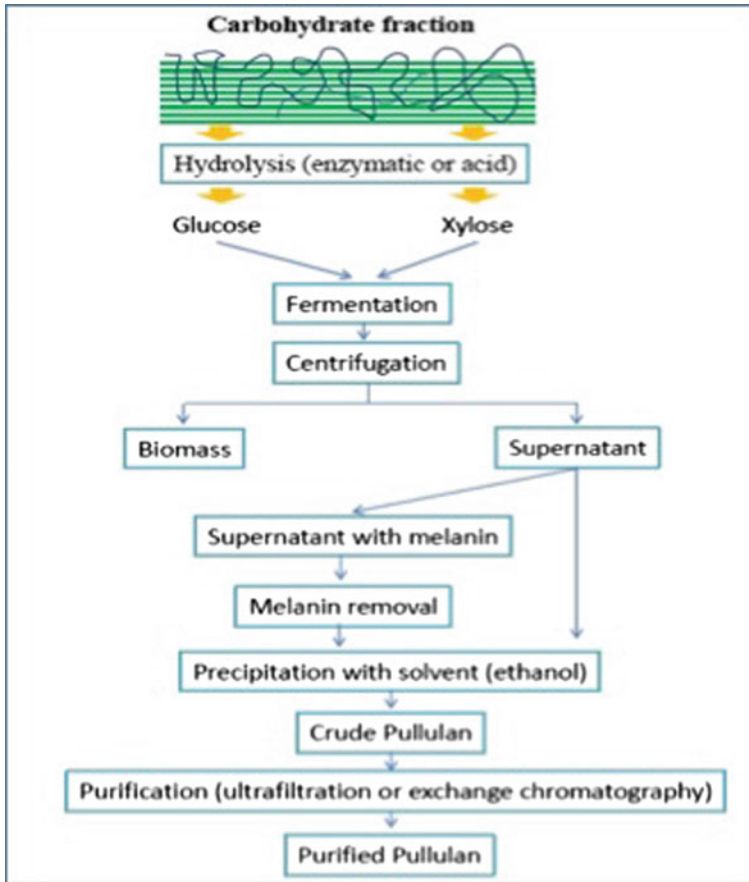 Carbohydrate fraction
Hydrolysis (enzymatic or acid)
Glucose
Xylose
Fermentation
Centrifugation
Biomass
Supernatant
Supernatant with melanin
Melanin removal
Precipitation with solvent (ethanol)
Crude Pullulan
Purification (ultrafiltration or exchange chromatography)
Purified Pullulan